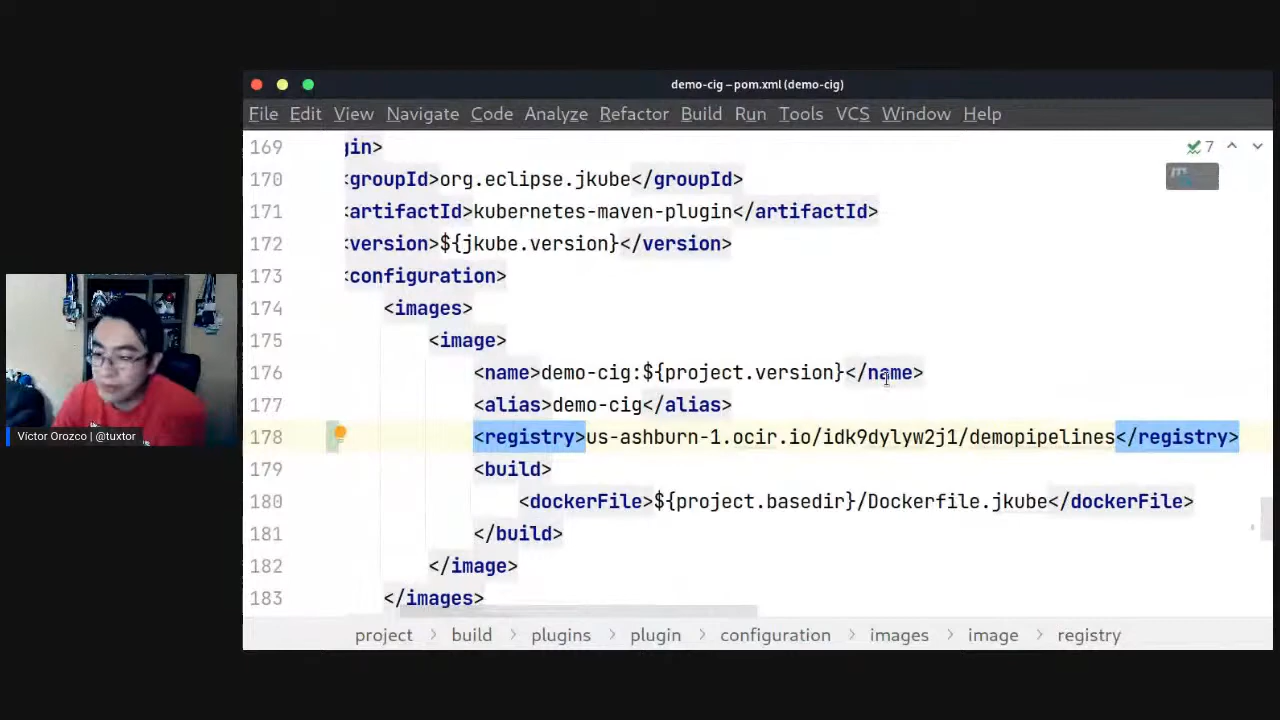 demo-cig – pom.xml (demo-cig)
File Edit View Navigate Code Analyze Refactor Build Run Tools VCS Window Help
169 gin>
7
170 <groupId>org.eclipse.jkube</groupId>
171 <artifactId>kubernetes-maven-plugin</artifactId>
172 <version>${jkube.version}</version>
173 <configuration>
174 <images>
175 <image>
176 <name>demo-cig:${project.version}</name>
177 <alias>demo-cig</alias>
178 <registry>us-ashburn-1.ocir.io/idk9dylyw2j1/demopipelines</registry>
179 <build>
180 <dockerFile>${project.basedir}/Dockerfile.jkube</dockerFile>
181 </build>
182 </image>
183 </images>
project > build > plugins > plugin > configuration > images > image > registry
Víctor Orozco | @tuxtor